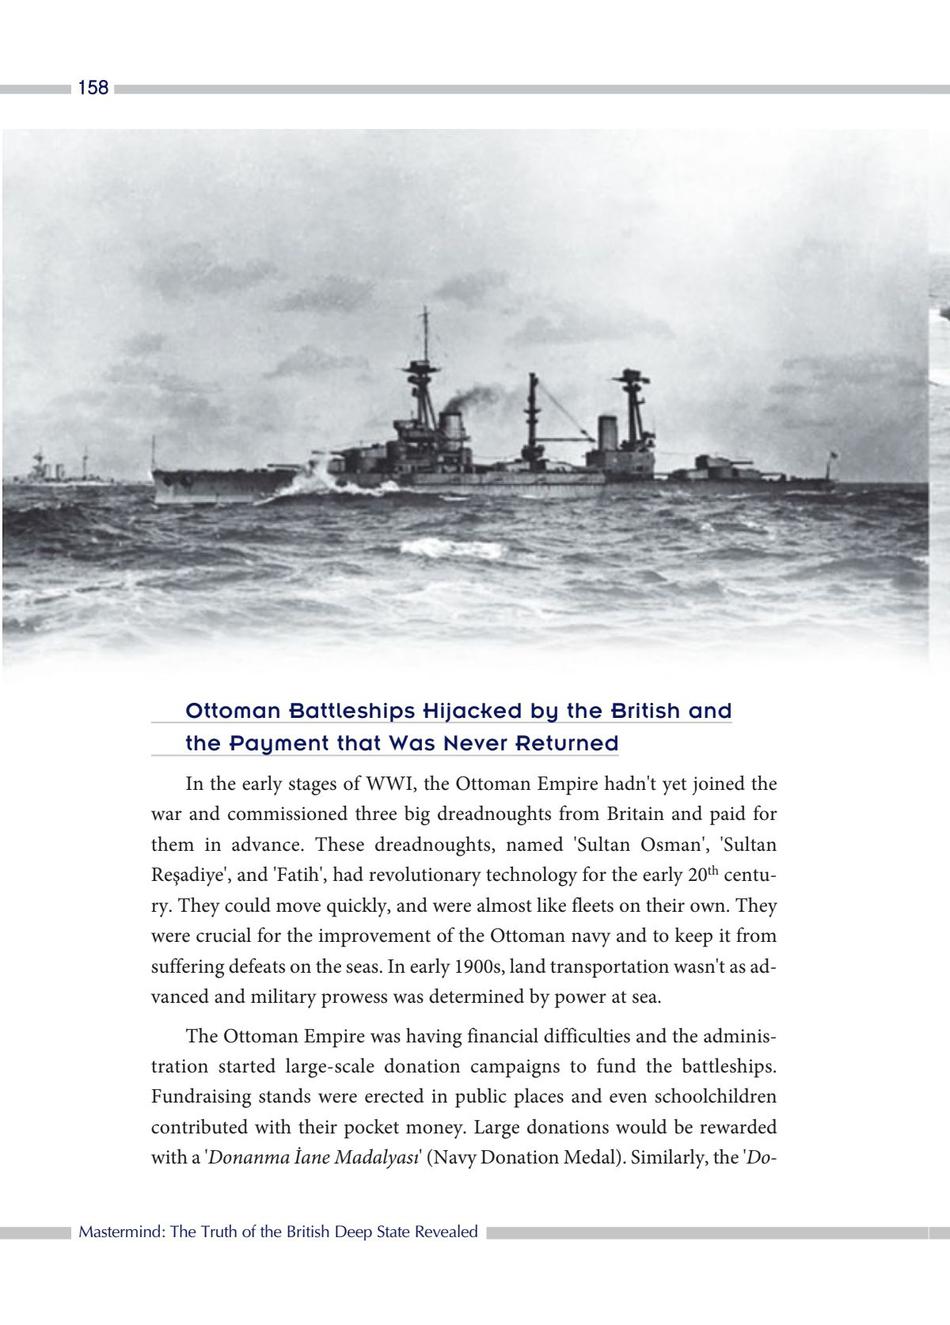 158
Ottoman Battleships Hijacked by the British and
the Payment that Was Never Returned
In the early stages of WWI, the Ottoman Empire hadn't yet joined the
war and commissioned three big dreadnoughts from Britain and paid for
them in advance. These dreadnoughts, named 'Sultan Osman', 'Sultan
Reşadiye', and 'Fatih', had revolutionary technology for the early 20th centu-
ry. They could move quickly, and were almost like fleets on their own. They
were crucial for the improvement of the Ottoman navy and to keep it from
suffering defeats on the seas. In early 1900s, land transportation wasn't as ad-
vanced and military prowess was determined by power at sea.
The Ottoman Empire was having financial difficulties and the adminis-
tration started large-scale donation campaigns to fund the battleships.
Fundraising stands were erected in public places and even schoolchildren
contributed with their pocket money. Large donations would be rewarded
with a 'Donanma İane Madalyası' (Navy Donation Medal). Similarly, the 'Do-
Mastermind: The Truth of the British Deep State Revealed